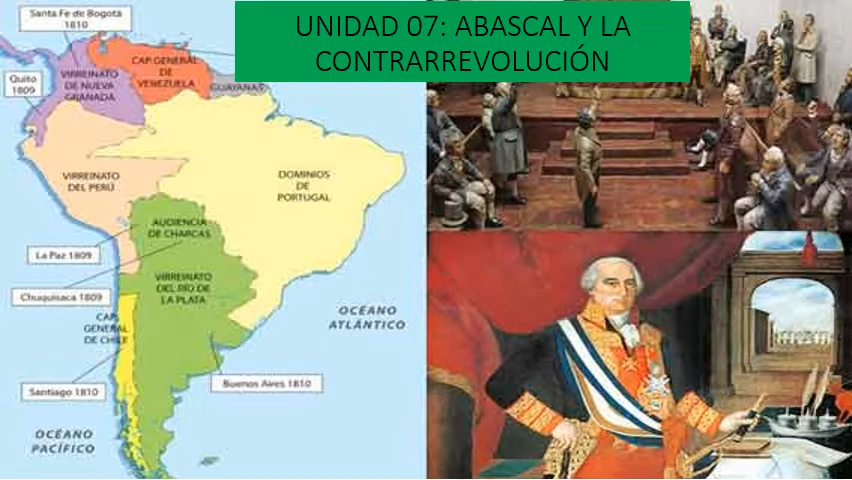 UNIDAD 07: ABASCAL Y LA
CONTRARREVOLUCIÓN
Santa Fe de Bogotá
1810
Quito
1809
VIRREINATO
DE NUEVA
GRANADA
CAP. GENERAL
DE
VENEZUELA
GUAYANAS
VIRREINATO
DEL PERÚ
DOMINIOS
DE
PORTUGAL
AUDIENCIA
DE CHARCAS
La Paz 1809
VIRREINATO
DEL RÍO DE
LA PLATA
Chuquisaca 1809
CAP.
GENERAL
DE CHILE
OCÉANO
ATLÁNTICO
Buenos Aires 1810
Santiago 1810
OCÉANO
PACÍFICO